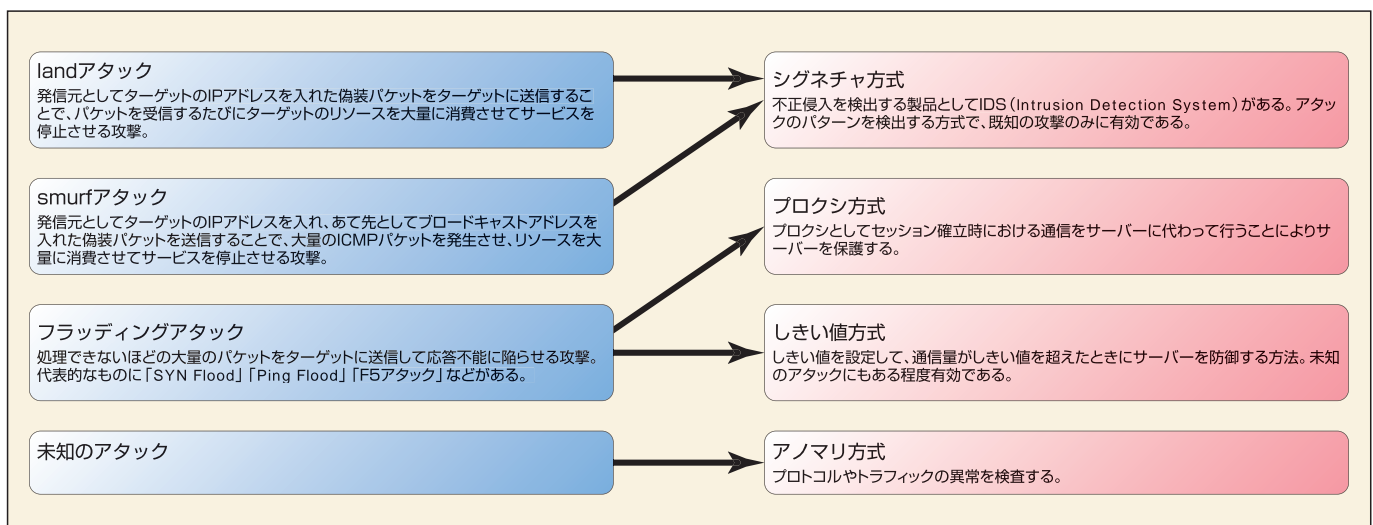 landアタック
発信元としてターゲットのIPアドレスを入れた偽装パケットをターゲットに送信するこ
とで、パケットを受信するたびにターゲットのリソースを大量に消費させてサービスを
停止させる攻撃。
シグネチャ方式
不正侵入を検出する製品としてIDS（Intrusion Detection System）がある。アタッ
クのパターンを検出する方式で、既知の攻撃のみに有効である。
smurfアタック
発信元としてターゲットのIPアドレスを入れ、あて先としてブロードキャストアドレスを
入れた偽装パケットを送信することで、大量のICMPパケットを発生させ、リソースを大
量に消費させてサービスを停止させる攻撃。
プロクシ方式
プロクシとしてセッション確立時における通信をサーバーに代わって行うことによりサ
ーバーを保護する。
フラッディングアタック
処理できないほどの大量のパケットをターゲットに送信して応答不能に陥らせる攻撃。
代表的なものに「SYN Flood」「Ping Flood」「F5アタック」などがある。
しきい値方式
しきい値を設定して、通信量がしきい値を超えたときにサーバーを防御する方法。未知
のアタックにもある程度有効である。
未知のアタック
アノマリ方式
プロトコルやトラフィックの異常を検査する。